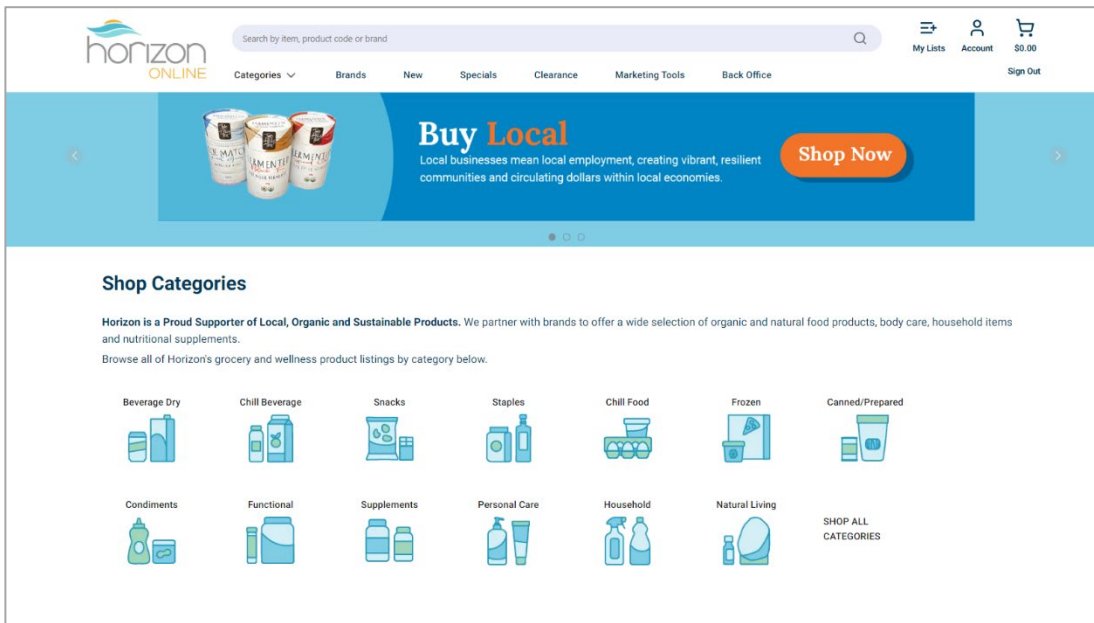 horizon
ONLINE
Search by item, product code or brand
My Lists
Account
$0.00
Categories
Brands
New
Specials
Clearance
Marketing Tools
Back Office
Sign Out
Buy Local
Local businesses mean local employment, creating vibrant, resilient
communities and circulating dollars within local economies.
Shop Now
Shop Categories
Horizon is a Proud Supporter of Local, Organic and Sustainable Products. We partner with brands to offer a wide selection of organic and natural food products, body care, household items
and nutritional supplements.
Browse all of Horizon's grocery and wellness product listings by category below.
Beverage Dry
Chill Beverage
Snacks
Staples
Chill Food
Frozen
Canned/Prepared
Condiments
Functional
Supplements
Personal Care
Household
Natural Living
SHOP ALL
CATEGORIES